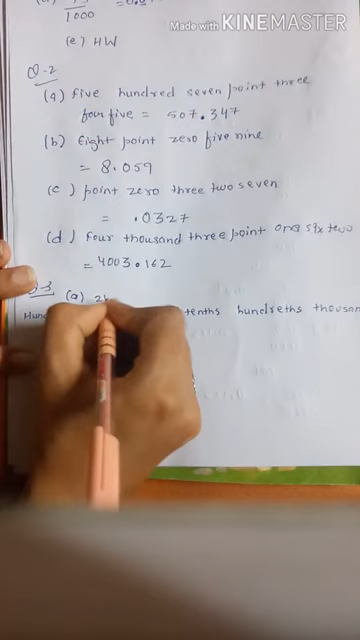 Made with KINEMASTER
1000
(e) HW
Q-2
(a) five hundred seven point three
four five = 507.347
(b) Eight point zero five nine
= 8.059
(c) point zero three two seven
= .0327
(d) four thousand three point one six two
= 4003.162
(a)
tenths hundreths thousan